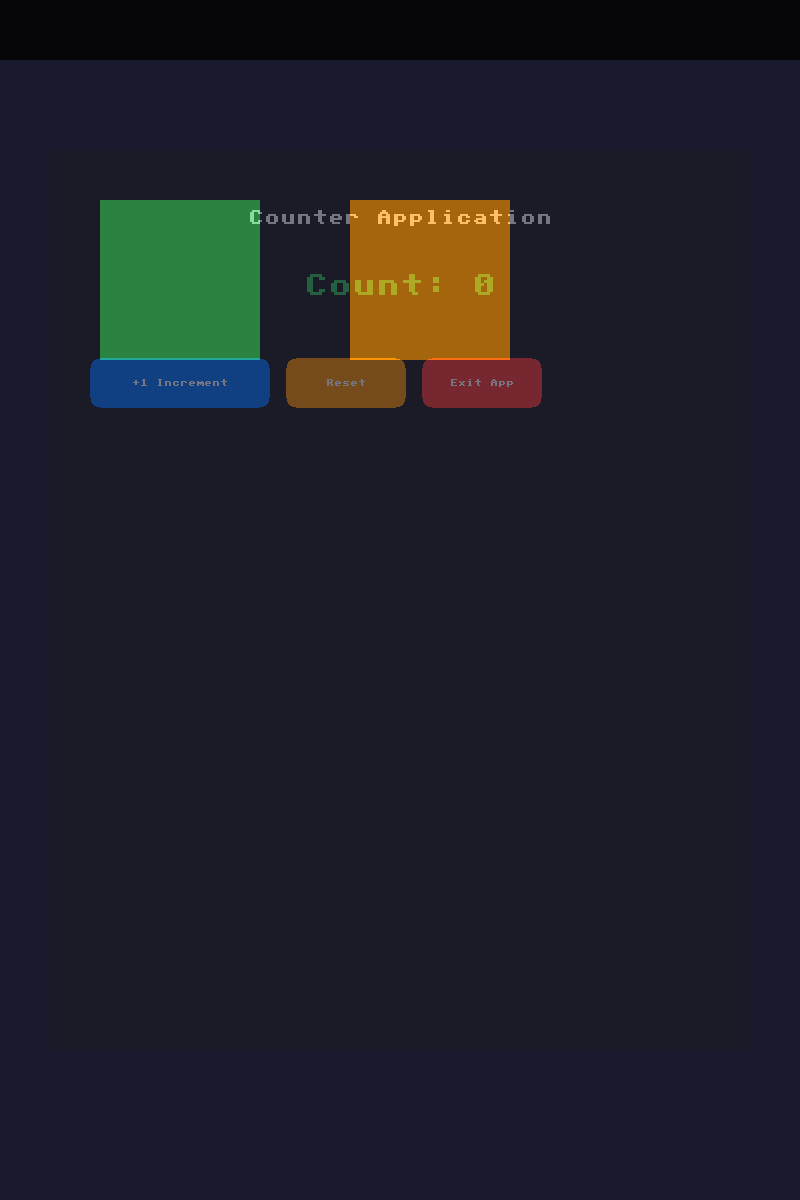 Counter Application
Count: 0
+1 Increment
Reset
Exit App